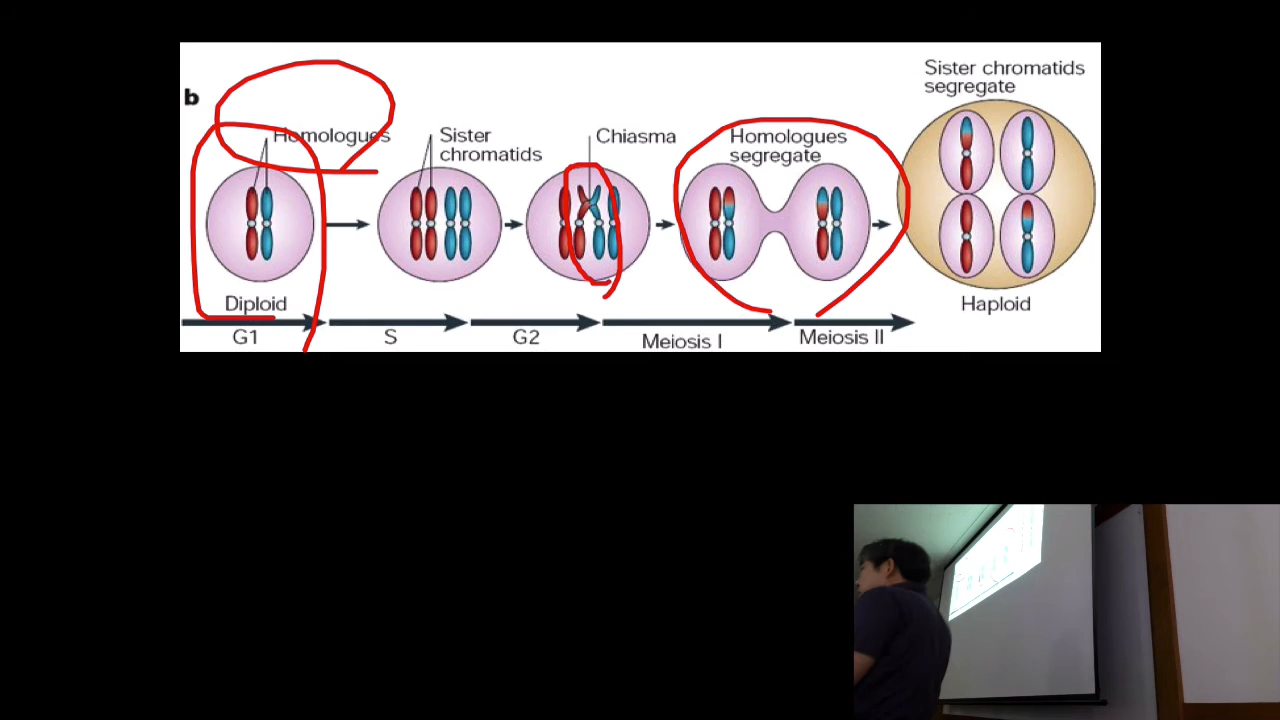 b
Homologues
Sister
chromatids
Chiasma
Homologues
segregate
Sister chromatids
segregate
Diploid
Haploid
G1
S
G2
Meiosis I
Meiosis II